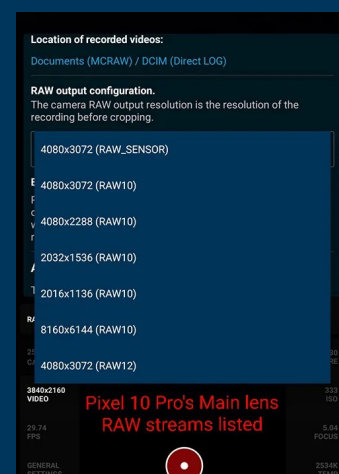 Location of recorded videos:
Documents (MCRAW) / DCIM (Direct LOG)
RAW output configuration.
The camera RAW output resolution is the resolution of the
recording before cropping.
4080x3072 (RAW_SENSOR)
4080x3072 (RAW10)
4080x2288 (RAW10)
2032x1536 (RAW10)
2016x1136 (RAW10)
8160x6144 (RAW10)
4080x3072 (RAW12)
3840x2160
VIDEO
333
ISO
Pixel 10 Pro's Main lens
RAW streams listed
29.74
FPS
5.04
FOCUS
GENERAL
SETTINGS
2534K
TEMP